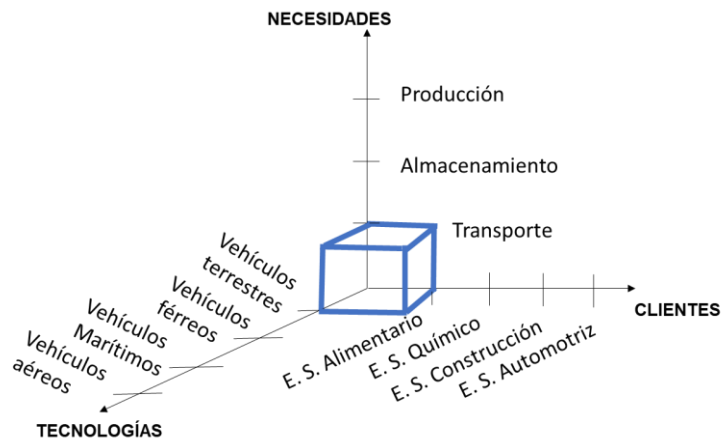 NECESIDADES
Producción
Almacenamiento
Transporte
Vehículos
terrestres
Vehículos
férreos
Vehículos
Marítimos
Vehículos
aéreos
TECNOLOGÍAS
E. S. Alimentario
E. S. Químico
E. S. Construcción
E. S. Automotriz
CLIENTES